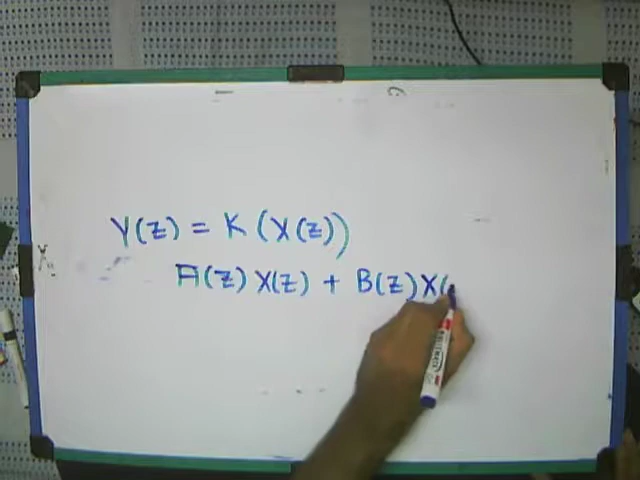 Y(z) = K (X(z))
A(z) X(z) + B(z) X(